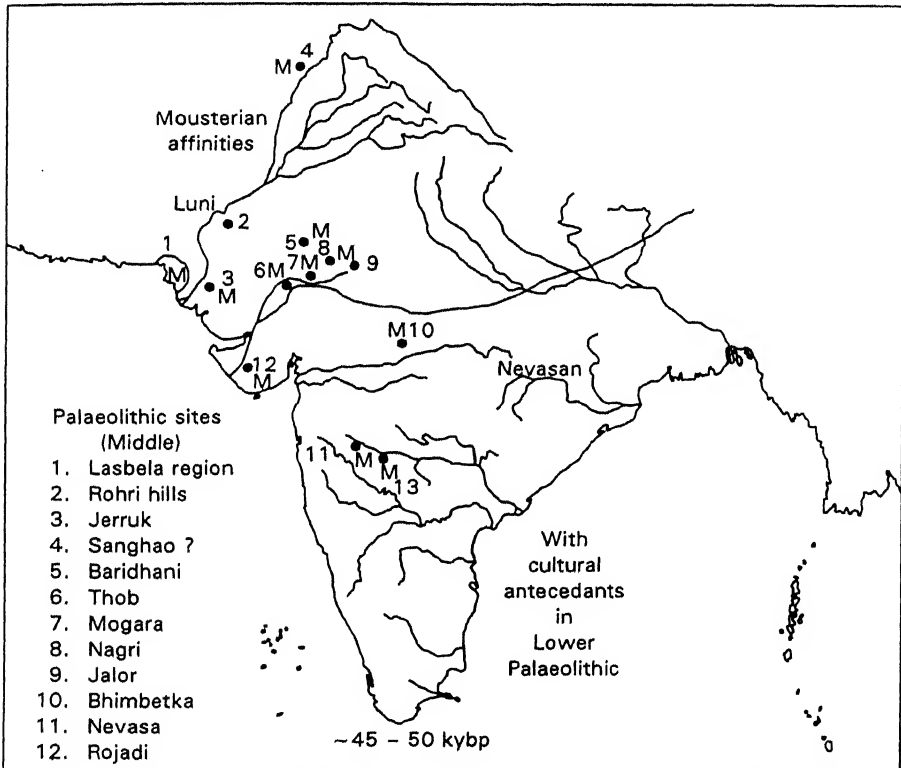 4
M
Mousterian
affinities
Luni
2
1
M
5 M
8 M
7M 9
6M
3
M
M10
12
M
Nevasan
11 M
M
13
Palaeolithic sites
(Middle)
1. Lasbela region
2. Rohri hills
3. Jerruk
4. Sanghao ?
5. Baridhani
6. Thob
7. Mogara
8. Nagri
9. Jalor
10. Bhimbetka
11. Nevasa
12. Rojadi
With
cultural
antecedants
in
Lower
Palaeolithic
~45 – 50 kybp